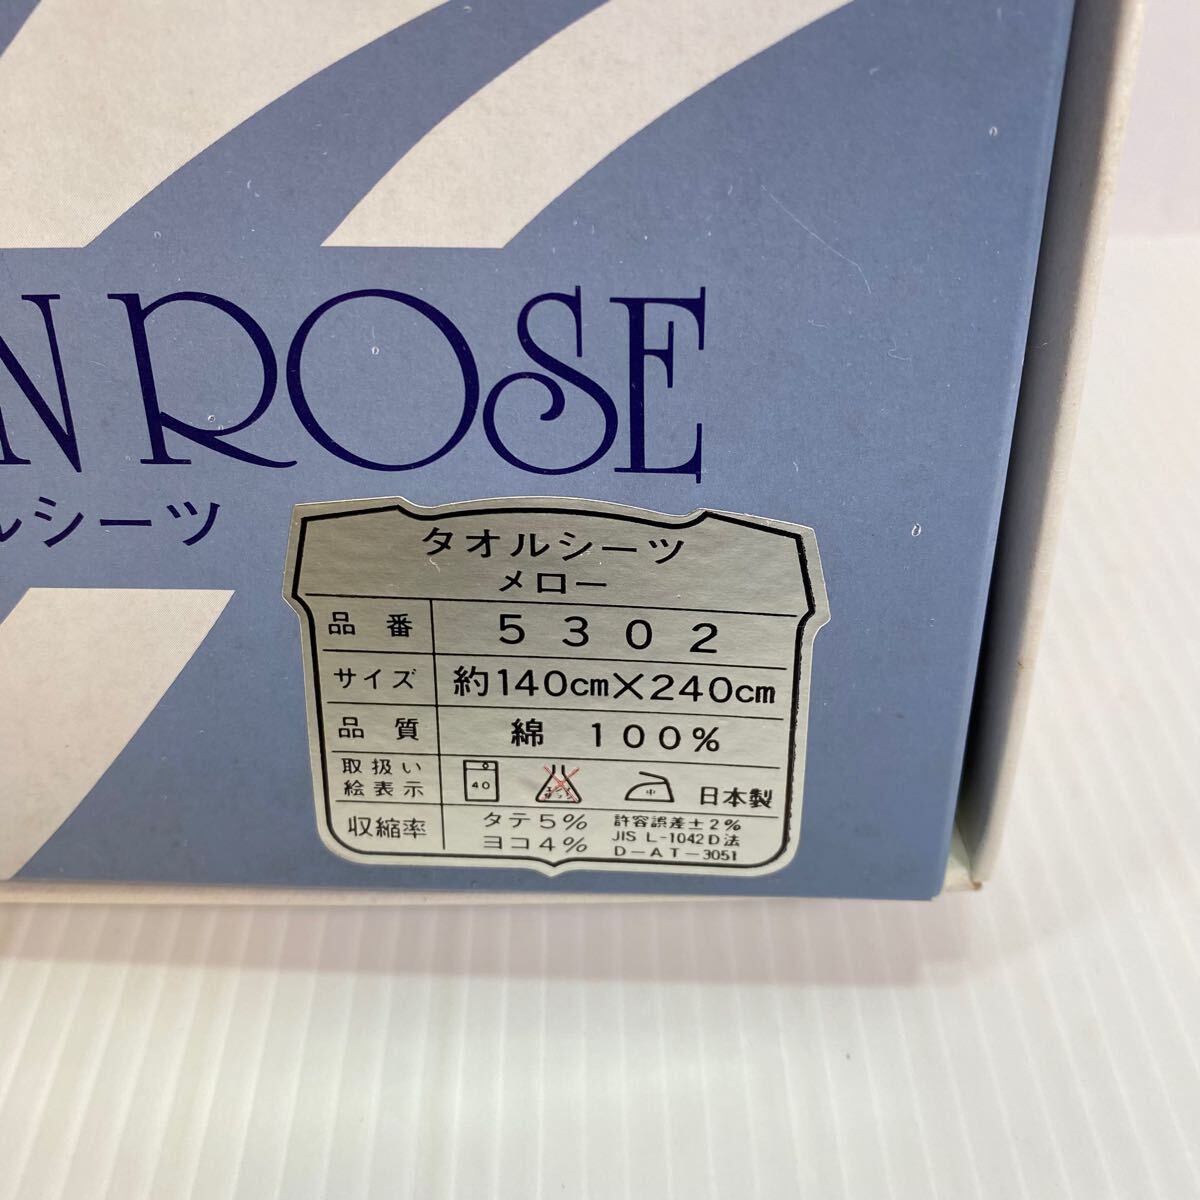 N ROSE
ルシーツ
タオルシーツ
メロー
品番 5302
サイズ 約140cm×240cm
品質 綿 100%
取扱い
絵表示 40 中 日本製
収縮率 タテ5% 許容誤差±2%
ヨコ4% JIS L-1042D法
D-AT-3051